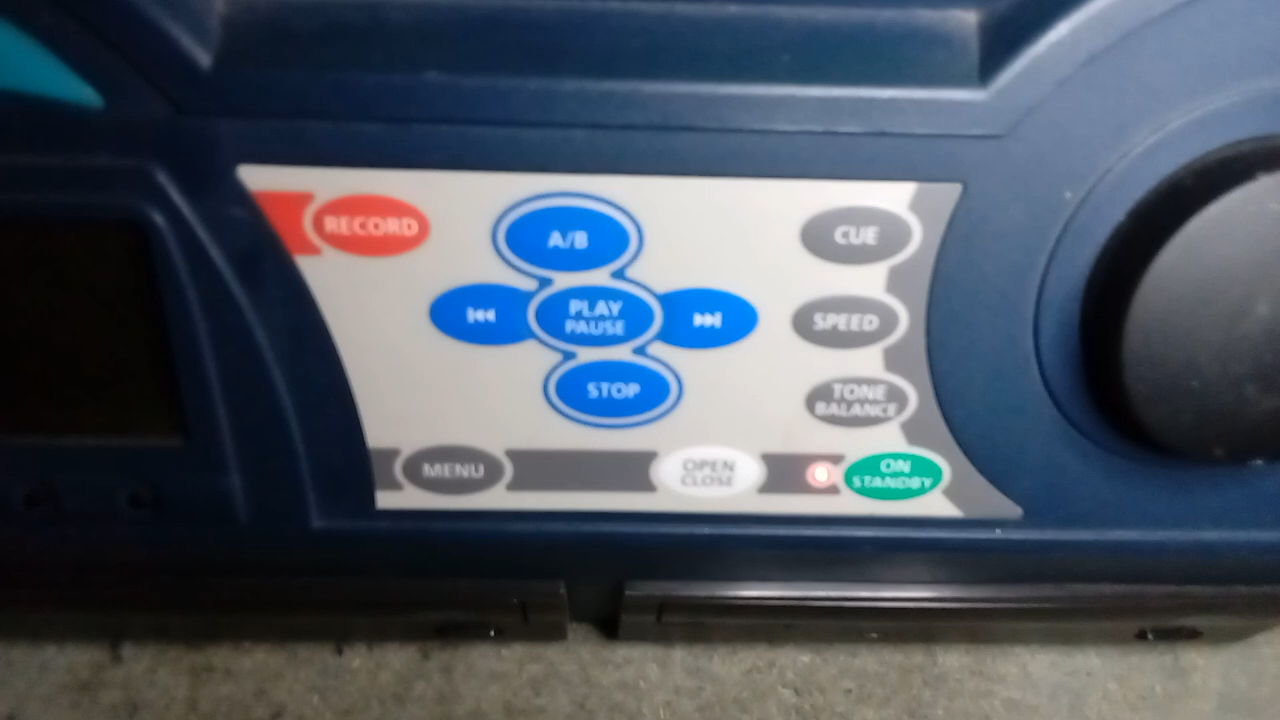 RECORD
A/B
CUE
PLAY
PAUSE
SPEED
STOP
TONE
BALANCE
MENU
OPEN
CLOSE
ON
STANDBY